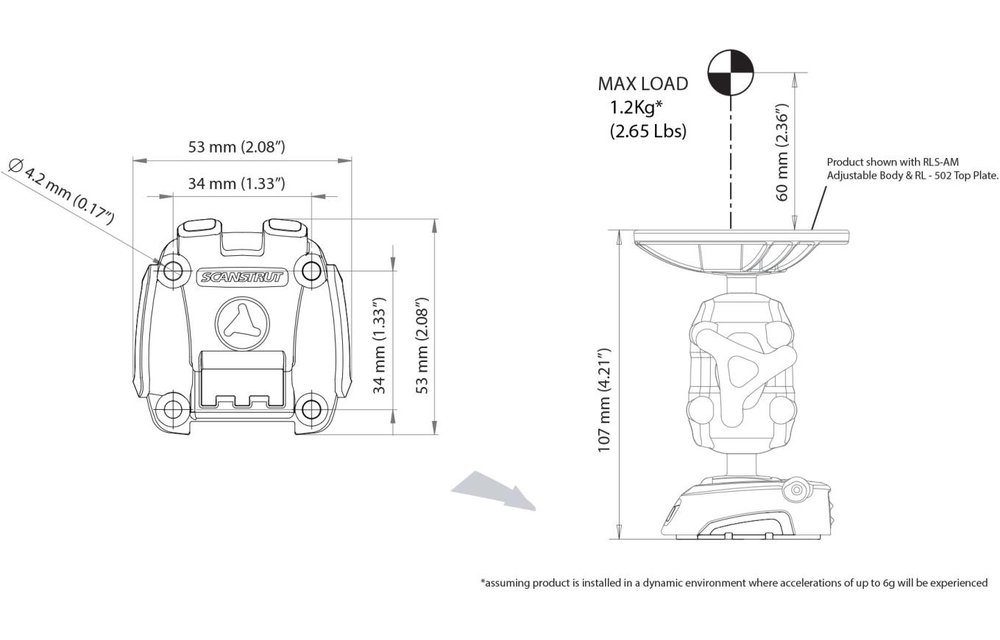 MAX LOAD
1.2Kg*
(2.65 Lbs)
60 mm (2.36”)
Product shown with RLS-AM
Adjustable Body & RL - 502 Top Plate.
53 mm (2.08”)
34 mm (1.33”)
Ø 4.2 mm (0.17”)
SCANSTRUT
34 mm (1.33”)
53 mm (2.08”)
107 mm (4.21”)
*assuming product is installed in a dynamic environment where accelerations of up to 6g will be experienced